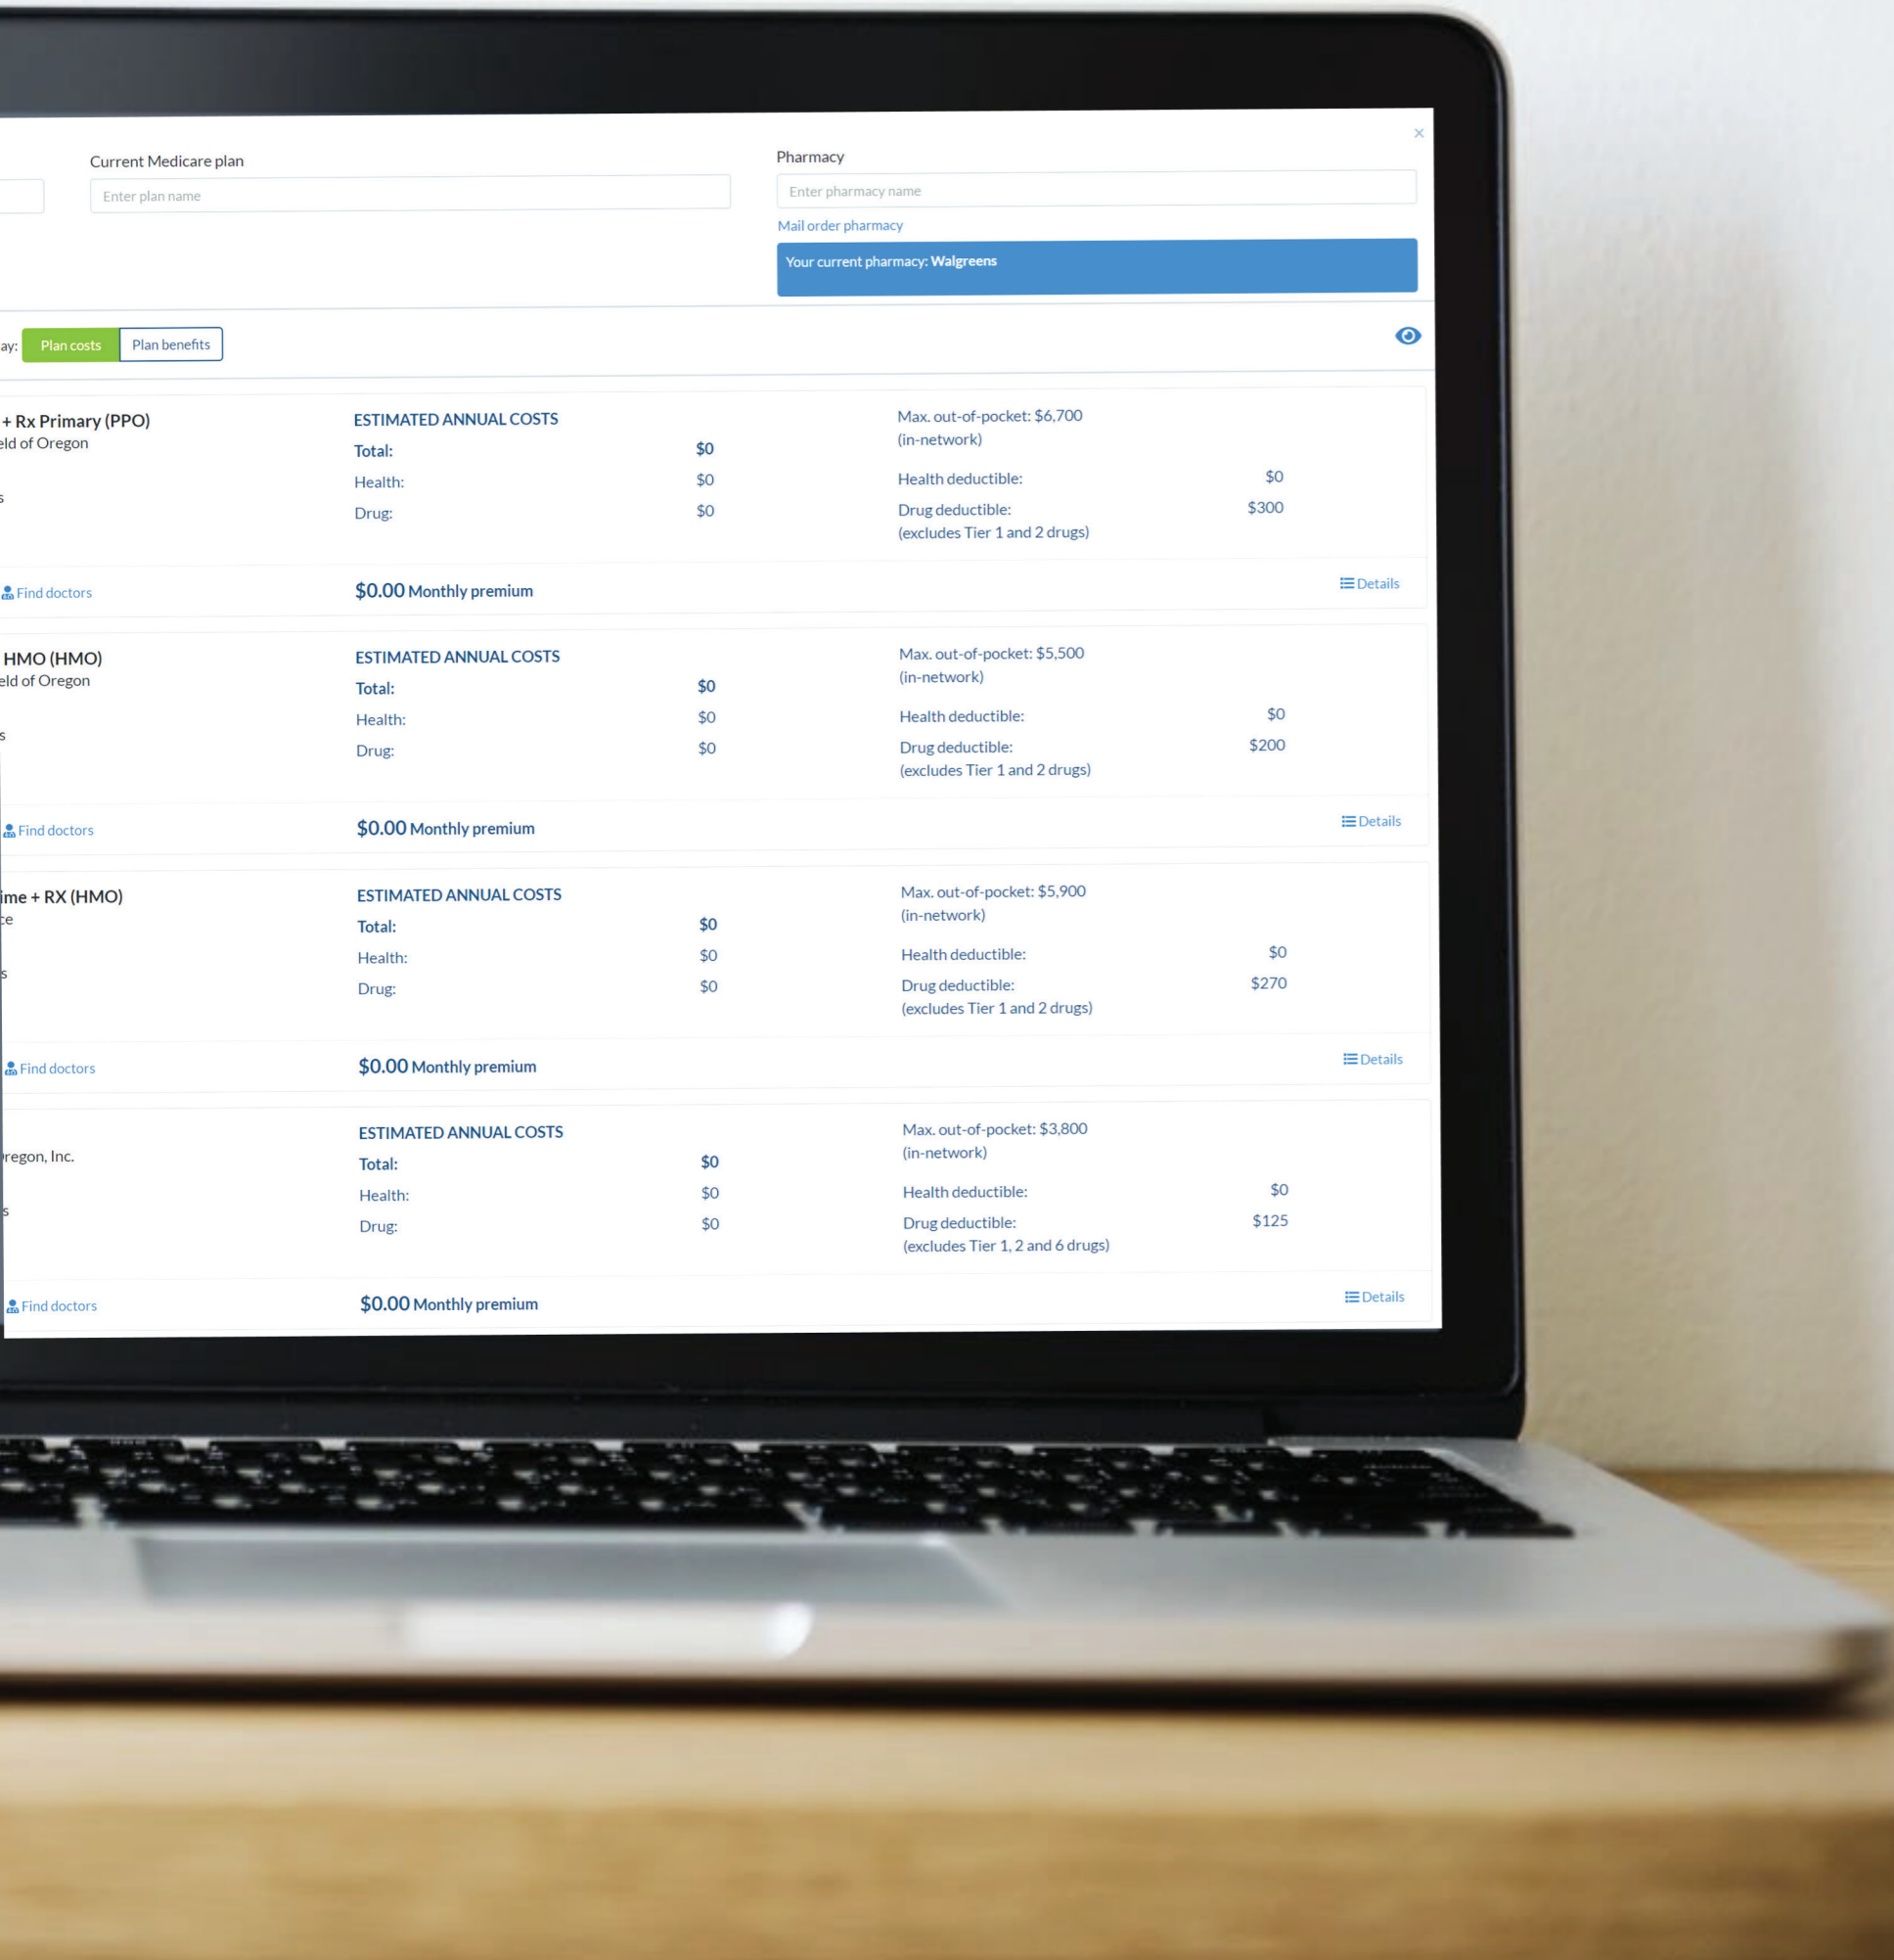 Current Medicare plan
Enter plan name
Pharmacy
Enter pharmacy name
Mail order pharmacy
Your current pharmacy: Walgreens
ay: Plan costs Plan benefits
+ Rx Primary (PPO)
eld of Oregon
s
Find doctors
ESTIMATED ANNUAL COSTS
Total: $0
Health: $0
Drug: $0
$0.00 Monthly premium
Max. out-of-pocket: $6,700
(in-network)
Health deductible: $0
Drug deductible: $300
(excludes Tier 1 and 2 drugs)
Details
HMO (HMO)
eld of Oregon
s
Find doctors
ESTIMATED ANNUAL COSTS
Total: $0
Health: $0
Drug: $0
$0.00 Monthly premium
Max. out-of-pocket: $5,500
(in-network)
Health deductible: $0
Drug deductible: $200
(excludes Tier 1 and 2 drugs)
Details
ime + RX (HMO)
ce
s
Find doctors
ESTIMATED ANNUAL COSTS
Total: $0
Health: $0
Drug: $0
$0.00 Monthly premium
Max. out-of-pocket: $5,900
(in-network)
Health deductible: $0
Drug deductible: $270
(excludes Tier 1 and 2 drugs)
Details
regon, Inc.
s
Find doctors
ESTIMATED ANNUAL COSTS
Total: $0
Health: $0
Drug: $0
$0.00 Monthly premium
Max. out-of-pocket: $3,800
(in-network)
Health deductible: $0
Drug deductible: $125
(excludes Tier 1, 2 and 6 drugs)
Details